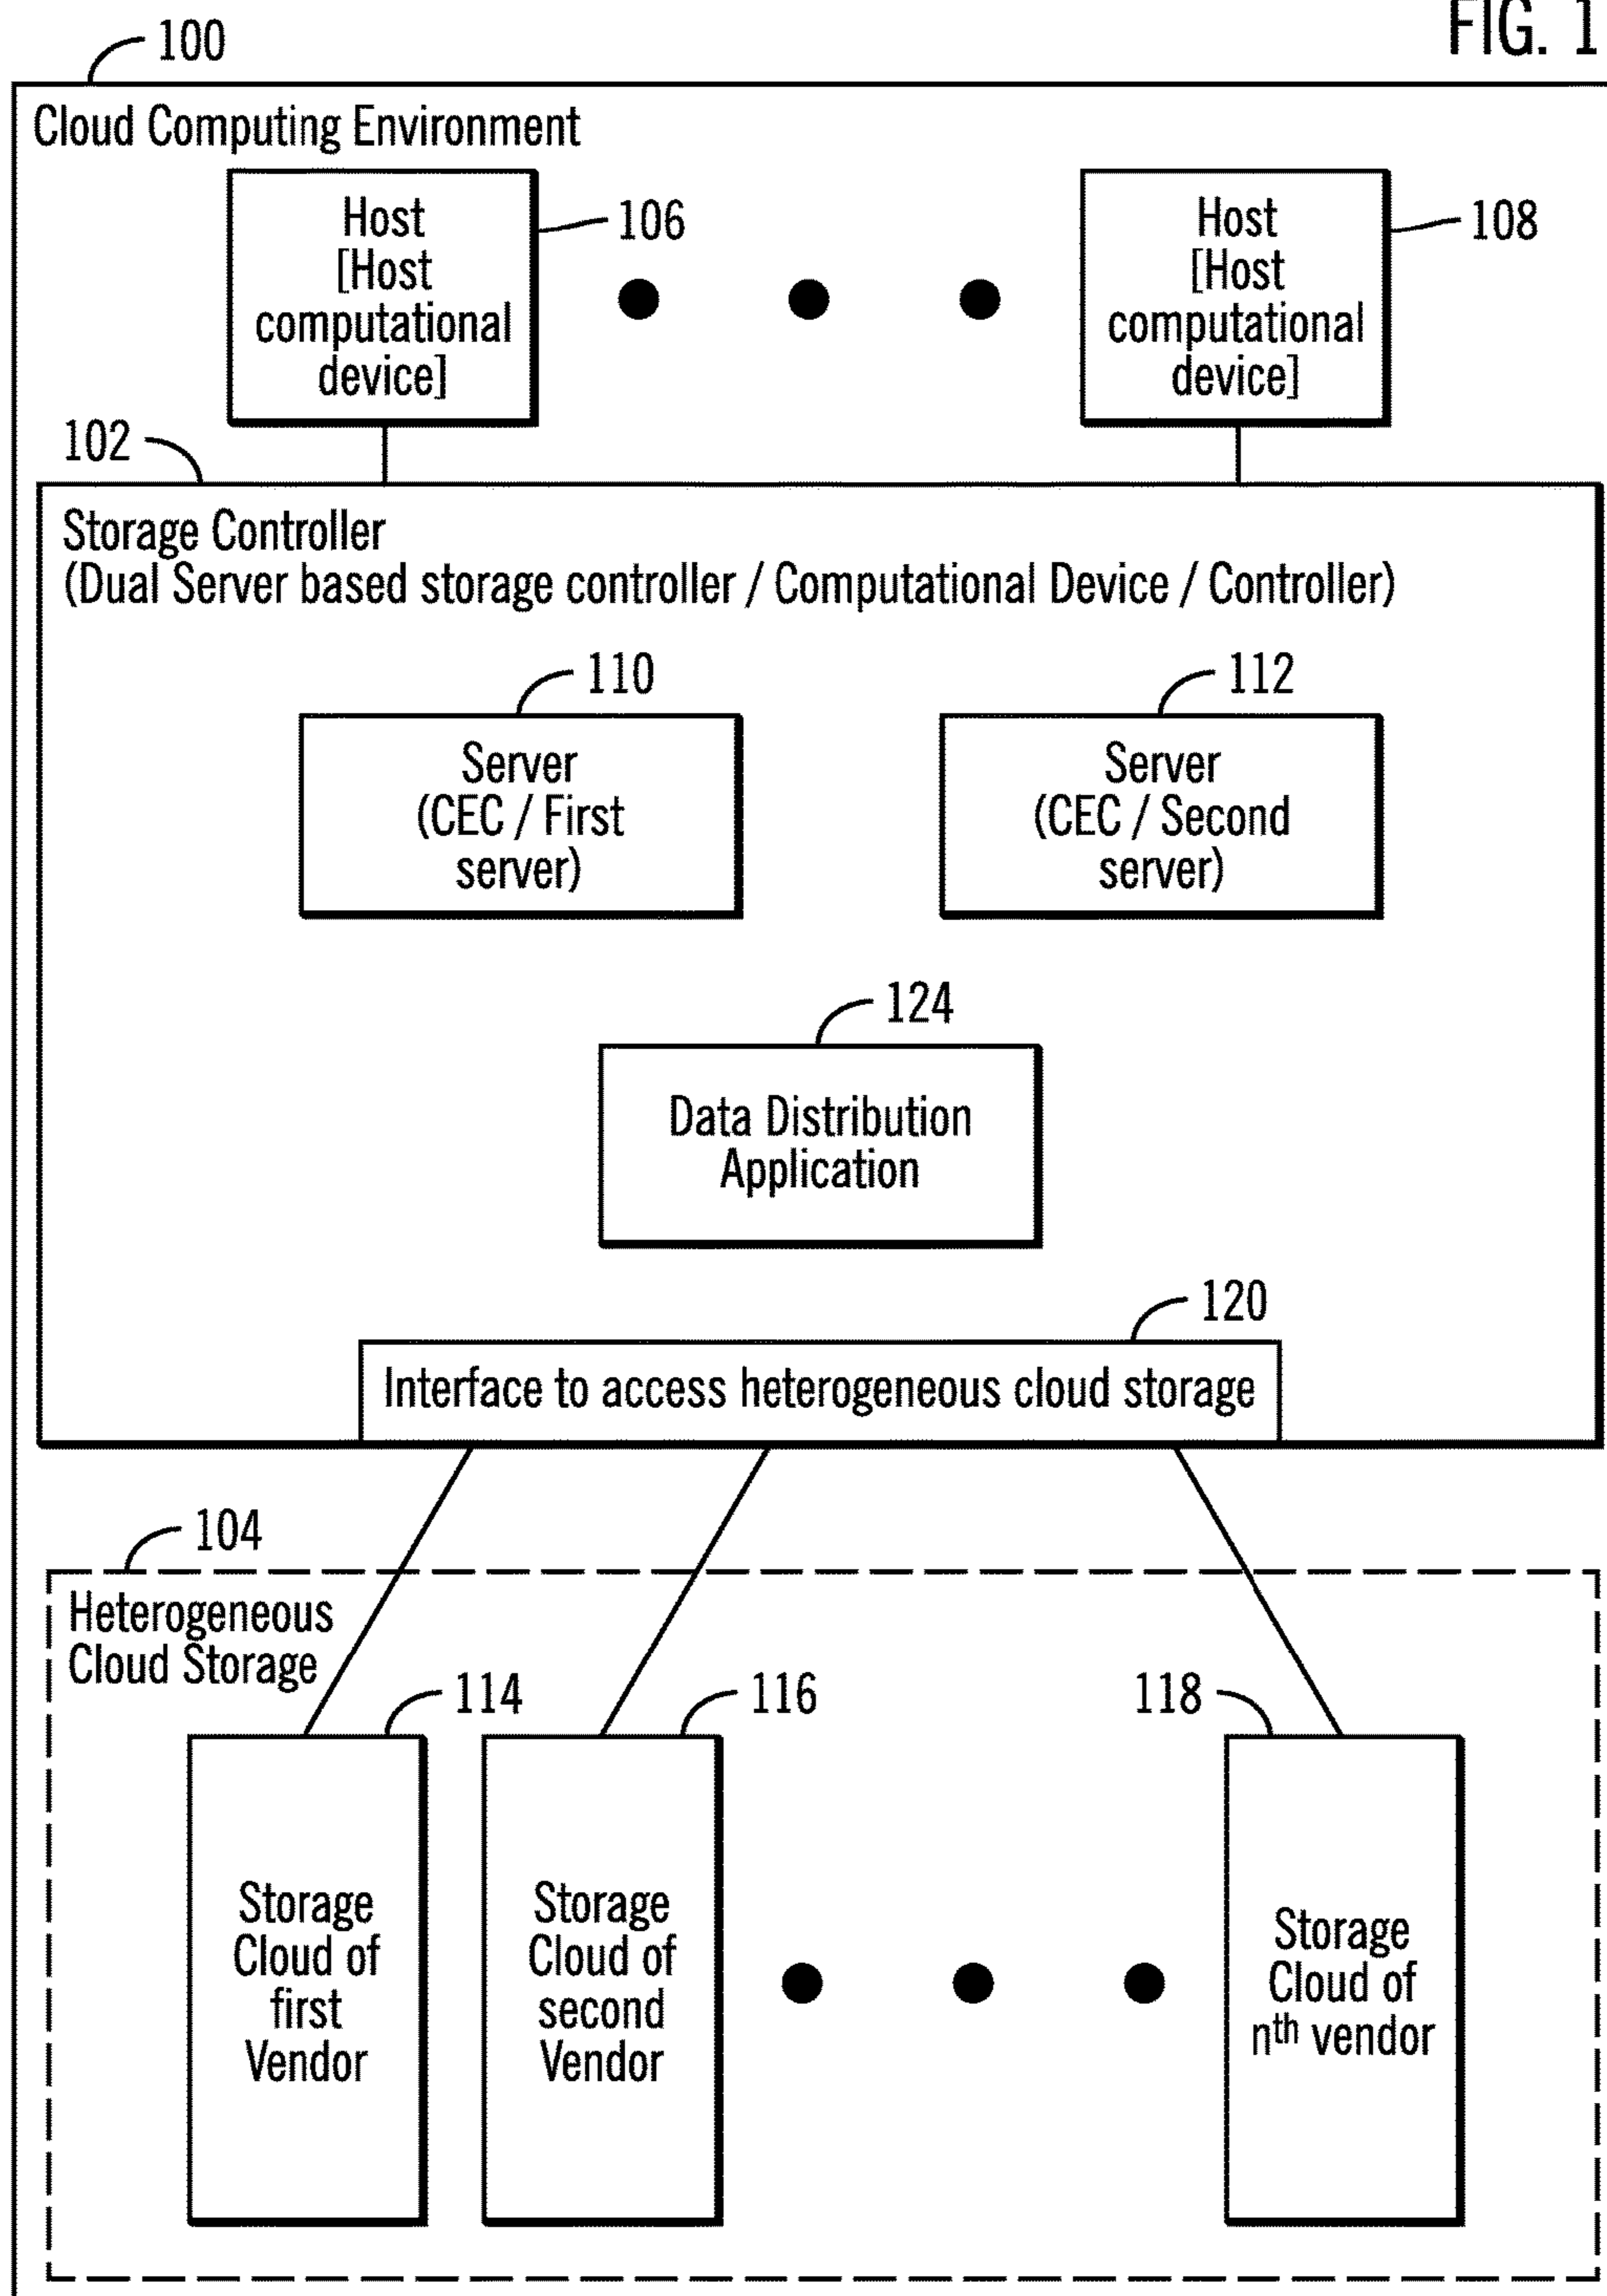 FIG. 1
100
Cloud Computing Environment
Host
[Host
computational
device]
106
Host
[Host
computational
device]
108
102
Storage Controller
(Dual Server based storage controller / Computational Device / Controller)
110
Server
(CEC / First
server)
112
Server
(CEC / Second
server)
124
Data Distribution
Application
120
Interface to access heterogeneous cloud storage
104
Heterogeneous
Cloud Storage
114
Storage
Cloud of
first
Vendor
116
Storage
Cloud of
second
Vendor
118
Storage
Cloud of
nth vendor